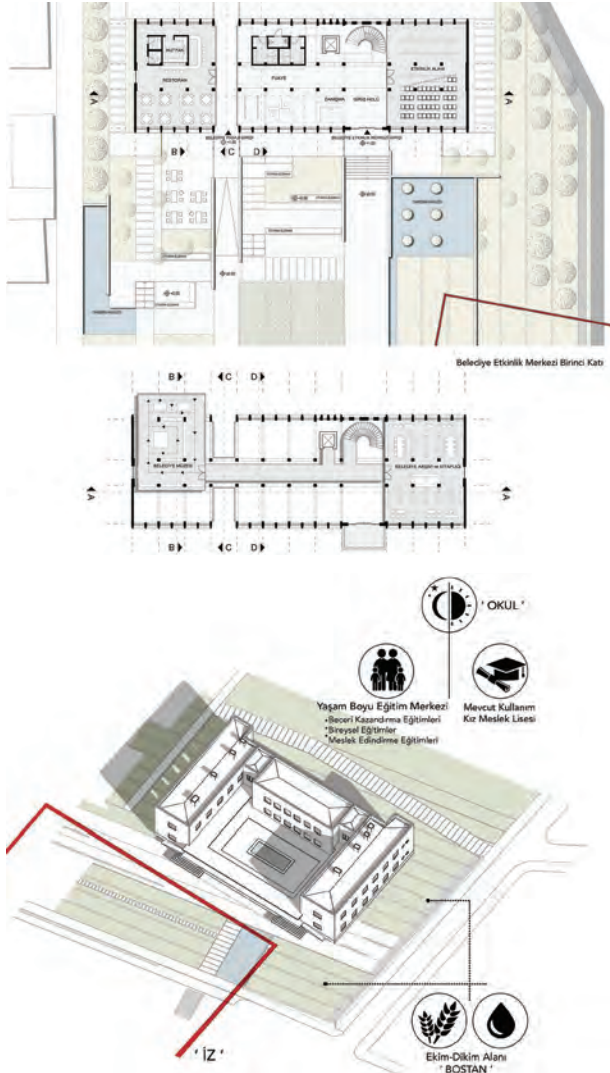 MUTFAK
RESTORAN
FUAYE
DANIŞMA
GİRİŞ HOLÜ
ETKİNLİK ALANI
A
A
B
C
D
Belediye Etkinlik Merkezi Birinci Katı
B
C
D
BELEDİYE MÜZESİ
BELEDİYE ARŞİVİ ve KİTAPLIĞI
A
A
B
C
D
' OKUL '
Yaşam Boyu Eğitim Merkezi
•Beceri Kazandırma Eğitimleri
•Bireysel Eğitimler
•Meslek Edindirme Eğitimleri
Mevcut Kullanım
Kız Meslek Lisesi
' İZ '
Ekim-Dikim Alanı
' BOSTAN '